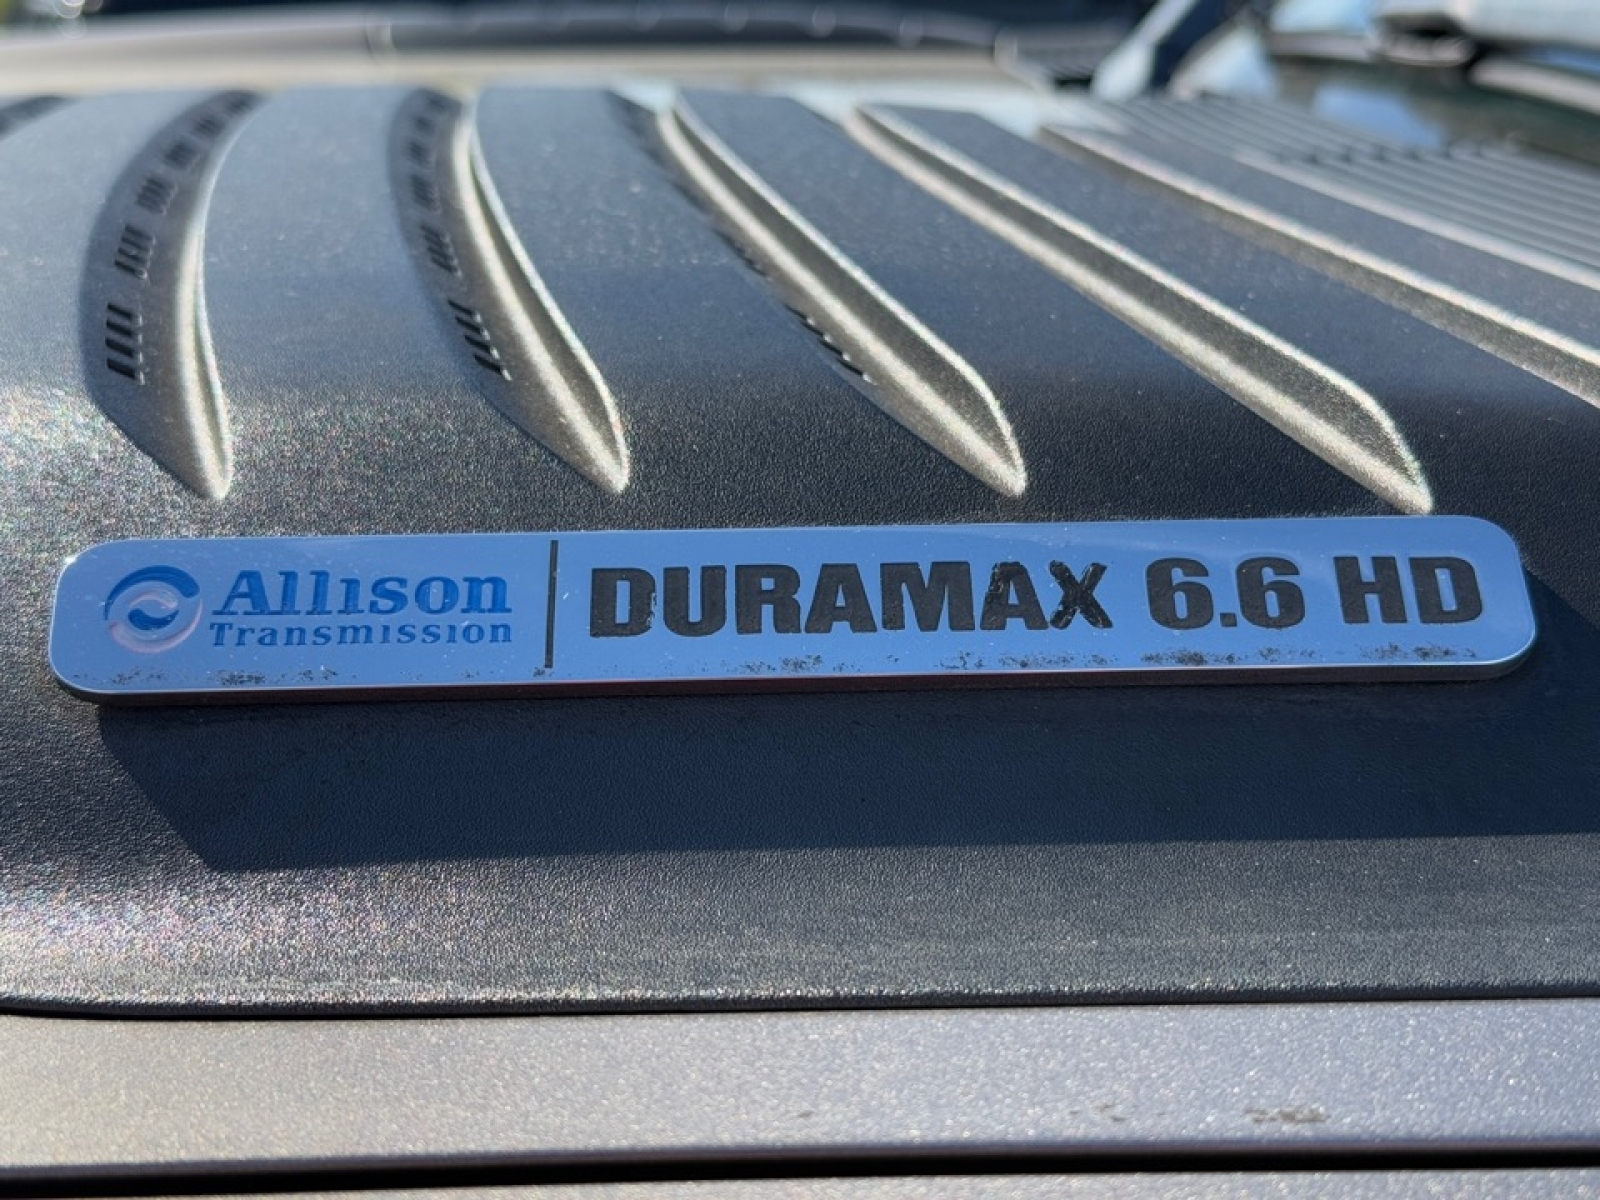 Allison
Transmission
DURAMAX 6.6 HD